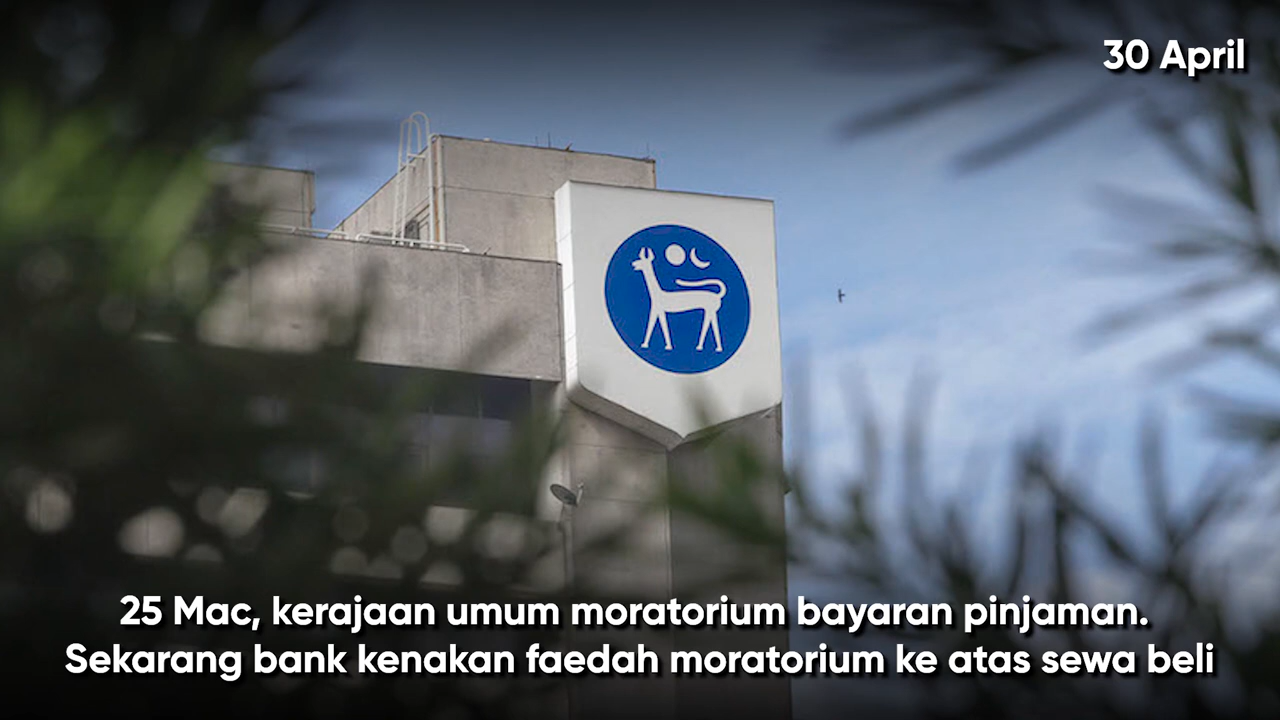 30 April
25 Mac, kerajaan umum moratorium bayaran pinjaman.
Sekarang bank kenakan faedah moratorium ke atas sewa beli